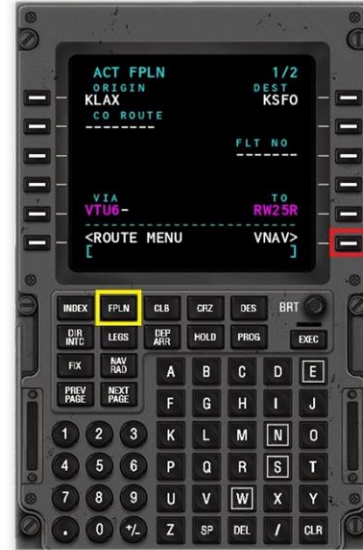 ACT FPLN 1/2
ORIGIN DEST
KLAX KSFO
CO ROUTE
--------
FLT NO
-------
VIA TO
VTU6- RW25R
----------------------------
<ROUTE MENU VNAV>
[ ]
INDEX FPLN CLB CRZ DES BRT
DIR INTC LEGS DEP ARR HOLD PROG EXEC
FIX NAV RAD
PREV PAGE NEXT PAGE
A B C D E
F G H I J
1 2 3 K L M N O
4 5 6 P Q R S T
7 8 9 U V W X Y
. 0 +/- Z SP DEL / CLR